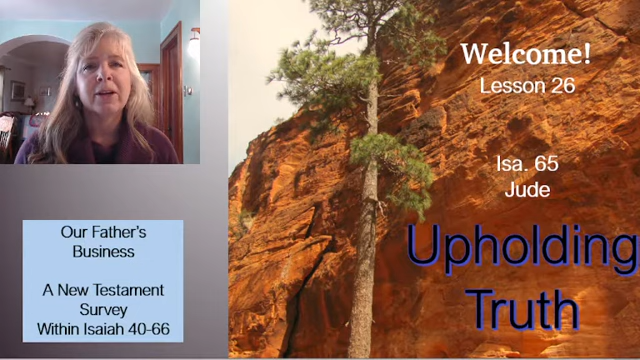 Welcome!
Lesson 26
Isa. 65
Jude
Upholding
Truth
Our Father's
Business
A New Testament
Survey
Within Isaiah 40-66